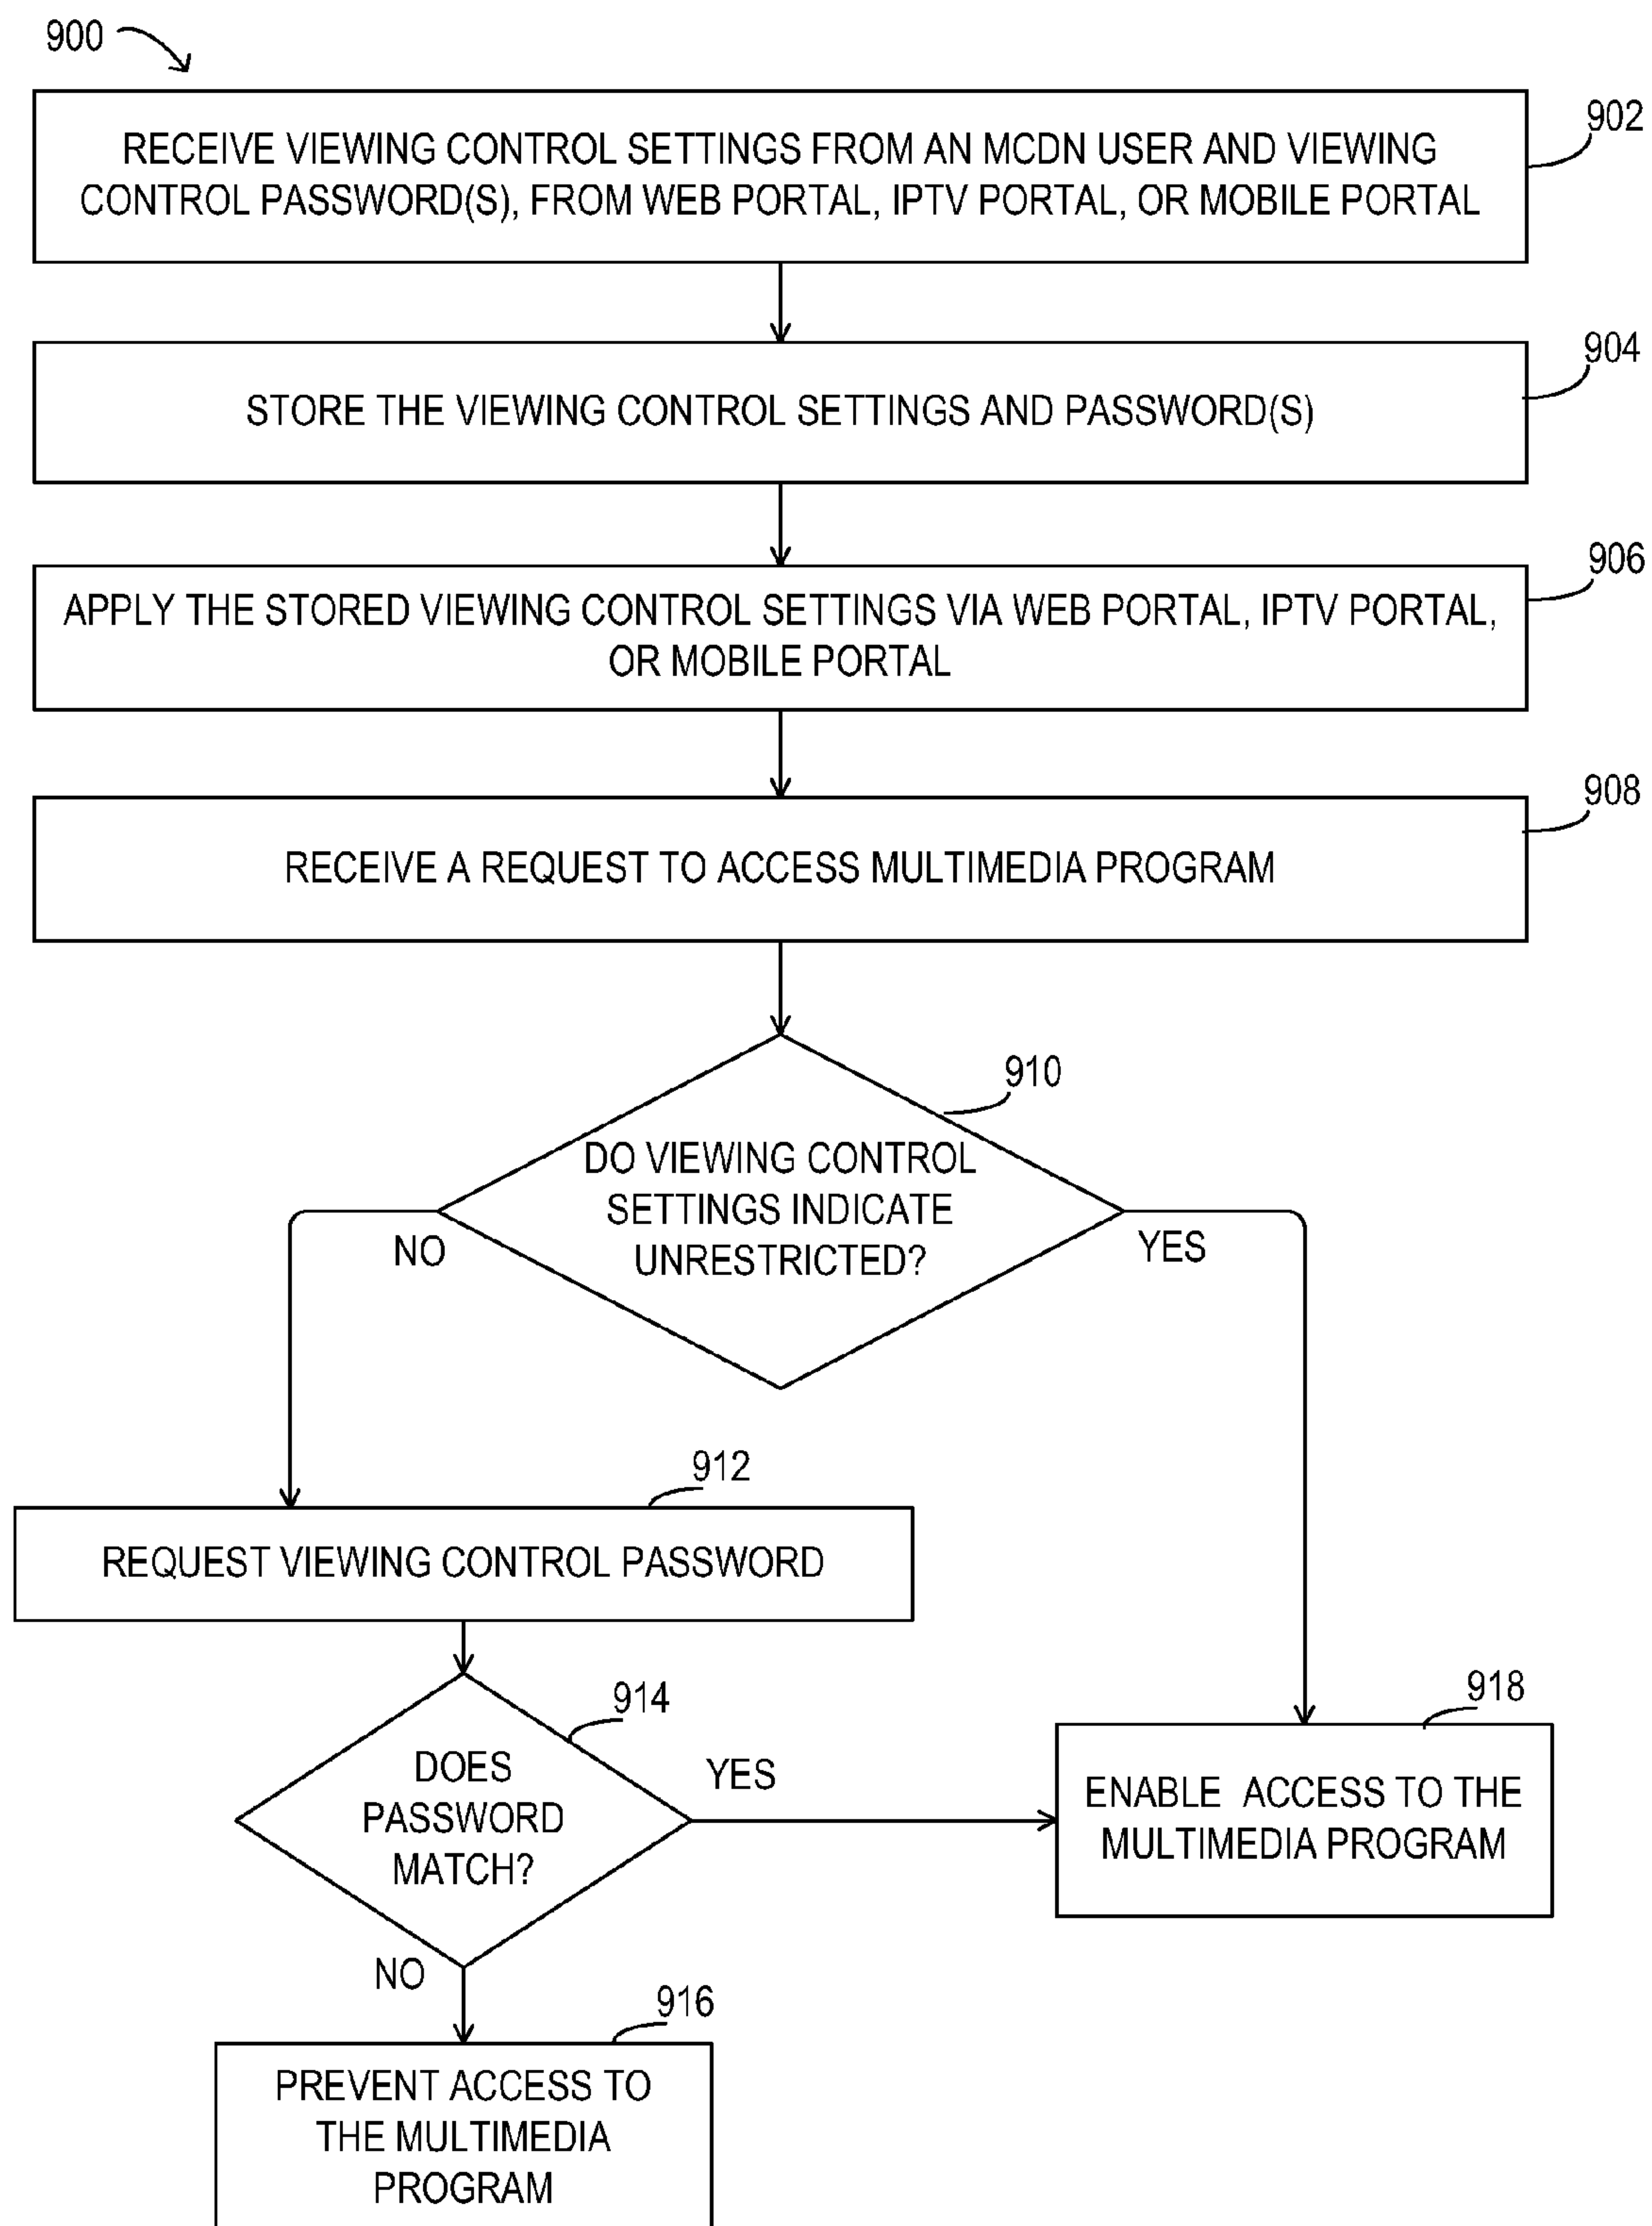 900
902
RECEIVE VIEWING CONTROL SETTINGS FROM AN MCDN USER AND VIEWING
CONTROL PASSWORD(S), FROM WEB PORTAL, IPTV PORTAL, OR MOBILE PORTAL
904
STORE THE VIEWING CONTROL SETTINGS AND PASSWORD(S)
906
APPLY THE STORED VIEWING CONTROL SETTINGS VIA WEB PORTAL, IPTV PORTAL,
OR MOBILE PORTAL
908
RECEIVE A REQUEST TO ACCESS MULTIMEDIA PROGRAM
910
DO VIEWING CONTROL
SETTINGS INDICATE
UNRESTRICTED?
NO
YES
912
REQUEST VIEWING CONTROL PASSWORD
914
DOES
PASSWORD
MATCH?
YES
NO
918
ENABLE ACCESS TO THE
MULTIMEDIA PROGRAM
916
PREVENT ACCESS TO
THE MULTIMEDIA
PROGRAM